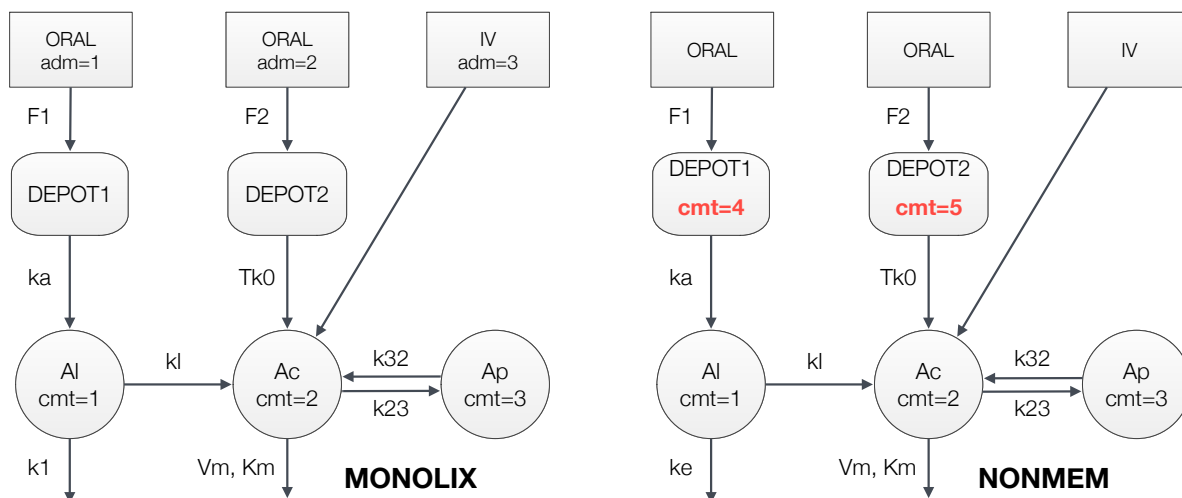 ORAL
adm=1
ORAL
adm=2
IV
adm=3
F1
F2
DEPOT1
DEPOT2
ka
Tk0
Al
cmt=1
kl
Ac
cmt=2
k32
k23
Ap
cmt=3
k1
Vm, Km
MONOLIX
ORAL
ORAL
IV
F1
F2
DEPOT1
cmt=4
DEPOT2
cmt=5
ka
Tk0
Al
cmt=1
kl
Ac
cmt=2
k32
k23
Ap
cmt=3
ke
Vm, Km
NONMEM